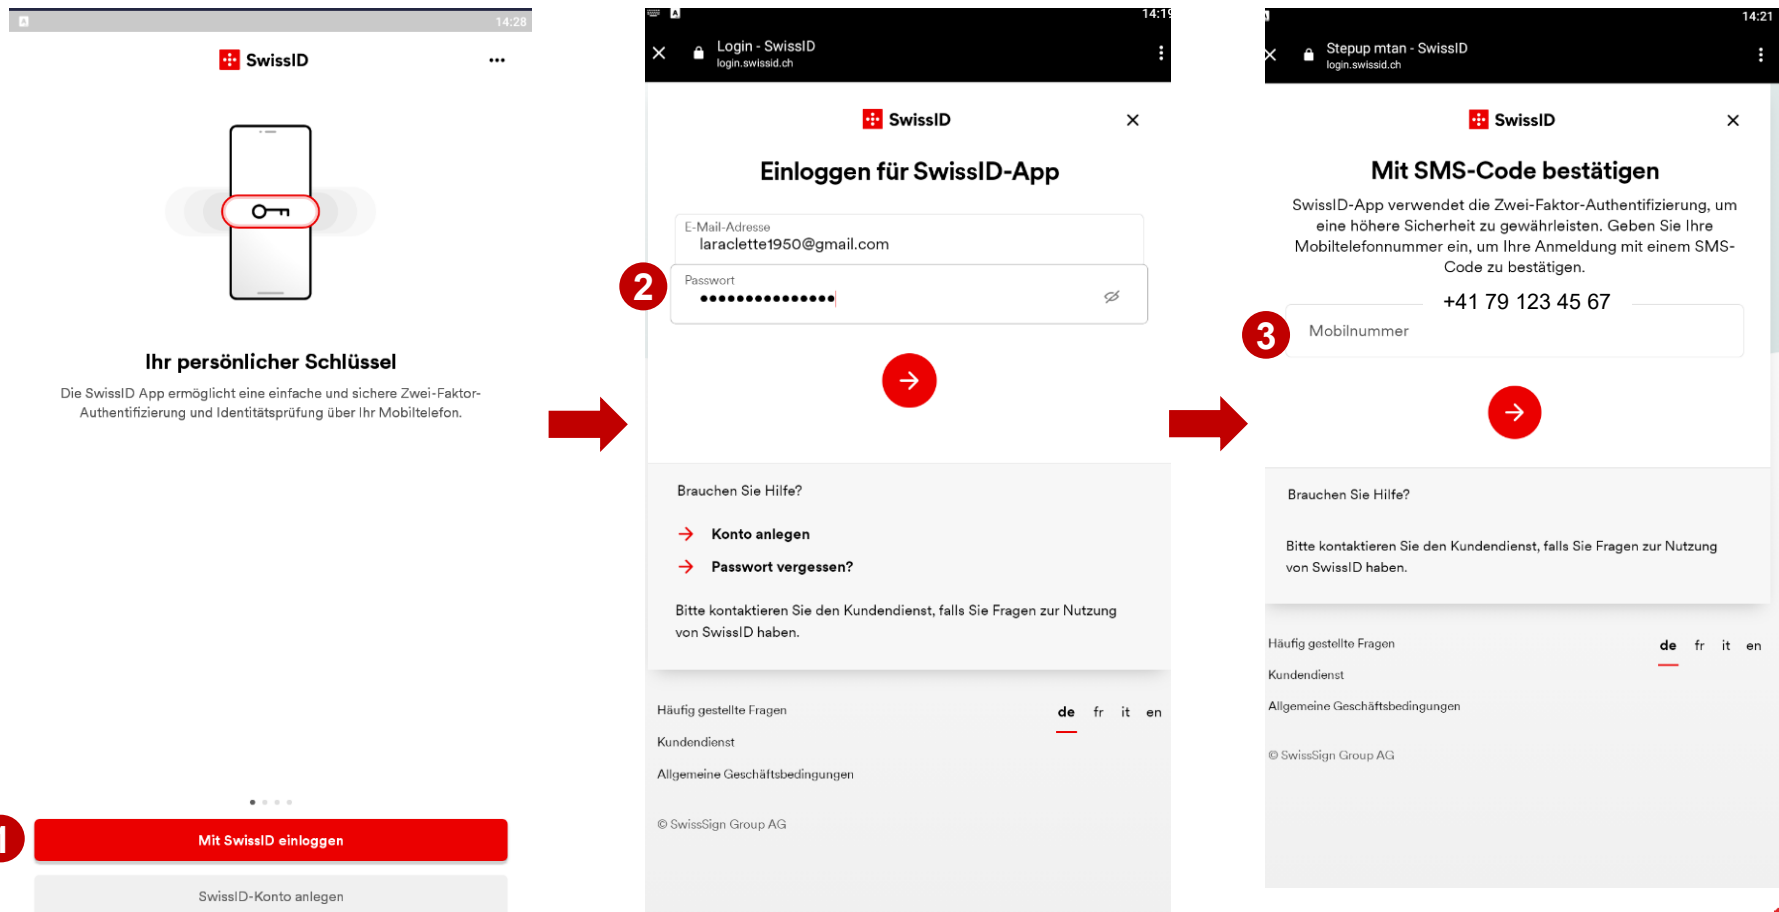 14:28
SwissID
Ihr persönlicher Schlüssel
Die SwissID App ermöglicht eine einfache und sichere Zwei-Faktor-
Authentifizierung und Identitätsprüfung über Ihr Mobiltelefon.
1
Mit SwissID einloggen
SwissID-Konto anlegen
14:19
Login - SwissID
login.swissid.ch
SwissID
Einloggen für SwissID-App
E-Mail-Adresse
laraclette1950@gmail.com
2
Passwort
Brauchen Sie Hilfe?
Konto anlegen
Passwort vergessen?
Bitte kontaktieren Sie den Kundendienst, falls Sie Fragen zur Nutzung
von SwissID haben.
Häufig gestellte Fragen
de fr it en
Kundendienst
Allgemeine Geschäftsbedingungen
© SwissSign Group AG
14:21
Stepup mtan - SwissID
login.swissid.ch
SwissID
Mit SMS-Code bestätigen
SwissID-App verwendet die Zwei-Faktor-Authentifizierung, um
eine höhere Sicherheit zu gewährleisten. Geben Sie Ihre
Mobiltelefonnummer ein, um Ihre Anmeldung mit einem SMS-
Code zu bestätigen.
+41 79 123 45 67
3
Mobilnummer
Brauchen Sie Hilfe?
Bitte kontaktieren Sie den Kundendienst, falls Sie Fragen zur Nutzung
von SwissID haben.
Häufig gestellte Fragen
de fr it en
Kundendienst
Allgemeine Geschäftsbedingungen
© SwissSign Group AG